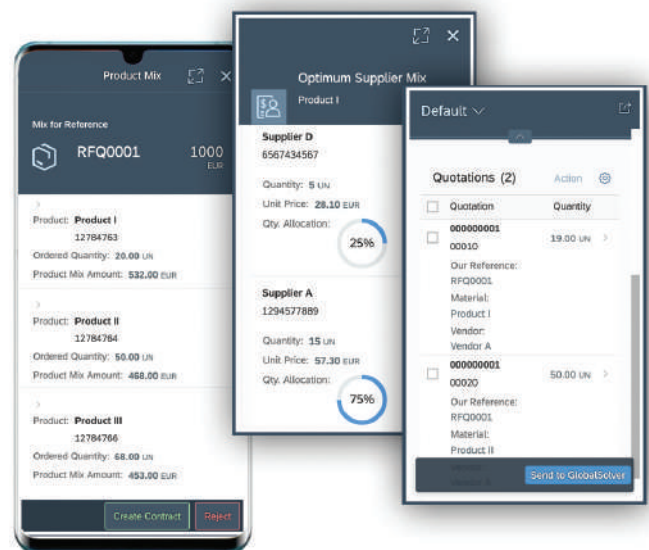 Product Mix
Mix for Reference
RFQ0001
1000
EUR
Product: Product I
12784763
Ordered Quantity: 20.00 UN
Product Mix Amount: 532.00 EUR
Product: Product II
12784764
Ordered Quantity: 50.00 UN
Product Mix Amount: 468.00 EUR
Product: Product III
12784766
Ordered Quantity: 68.00 UN
Product Mix Amount: 453.00 EUR
Create Contract
Reject
Optimum Supplier Mix
Product I
Supplier D
6567434567
Quantity: 5 UN
Unit Price: 28.10 EUR
Qty. Allocation:
25%
Supplier A
1294577889
Quantity: 15 UN
Unit Price: 57.30 EUR
Qty. Allocation:
75%
Default
Quotations (2)
Action
Quotation Quantity
000000001
00010
19.00 UN
Our Reference:
RFQ0001
Material:
Product I
Vendor:
Vendor A
000000001
00020
50.00 UN
Our Reference:
RFQ0001
Material:
Product II
Send to GlobalSolver